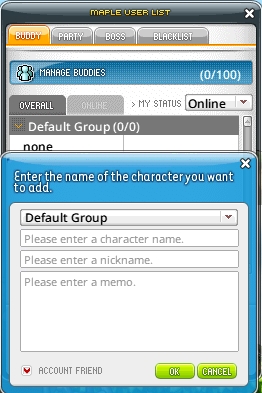 MAPLE USER LIST
BUDDY PARTY BOSS BLACKLIST
MANAGE BUDDIES (0/100)
OVERALL ONLINE > MY STATUS Online
Default Group (0/0)
none
Enter the name of the character you want
to add.
Default Group
Please enter a character name.
Please enter a nickname.
Please enter a memo.
ACCOUNT FRIEND OK CANCEL